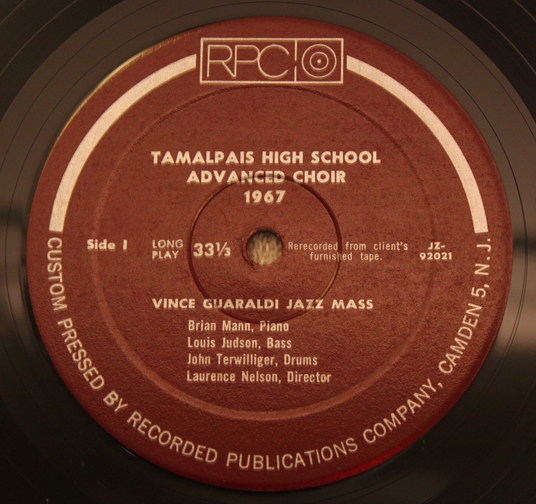 RPC
TAMALPAIS HIGH SCHOOL
ADVANCED CHOIR
1967
Side 1
LONG
PLAY
33⅓
Rerecorded from client's
furnished tape.
JZ-
92021
VINCE GUARALDI JAZZ MASS
Brian Mann, Piano
Louis Judson, Bass
John Terwilliger, Drums
Laurence Nelson, Director
CUSTOM PRESSED BY RECORDED PUBLICATIONS COMPANY, CAMDEN 5, N.J.